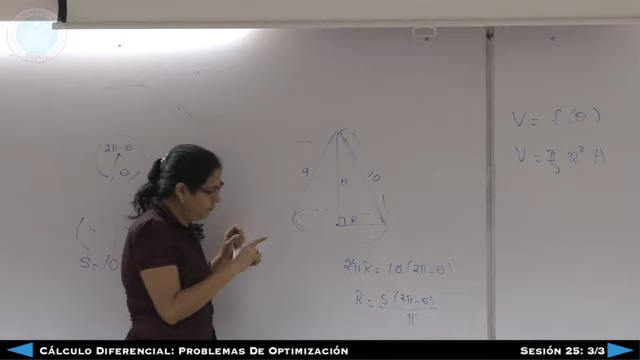 V = f(θ)
V = π/3 R² H
2π-θ
θ
9
H
10
R
S = 10
2πR = 10(2π-θ)
R = 5(2π-θ)
π
Cálculo Diferencial: Problemas De Optimización
Sesión 25: 3/3